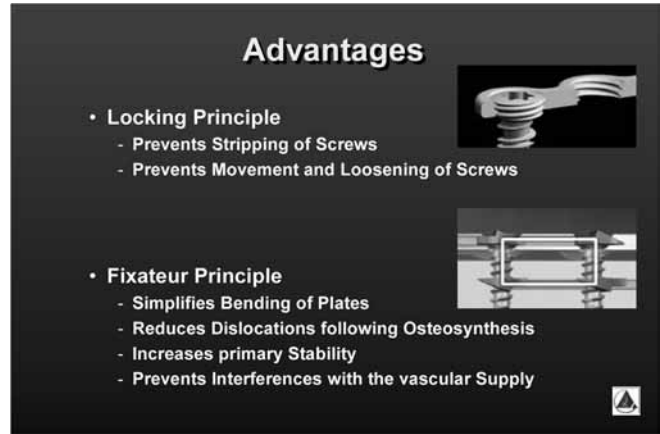 Advantages
• Locking Principle
- Prevents Stripping of Screws
- Prevents Movement and Loosening of Screws
• Fixateur Principle
- Simplifies Bending of Plates
- Reduces Dislocations following Osteosynthesis
- Increases primary Stability
- Prevents Interferences with the vascular Supply